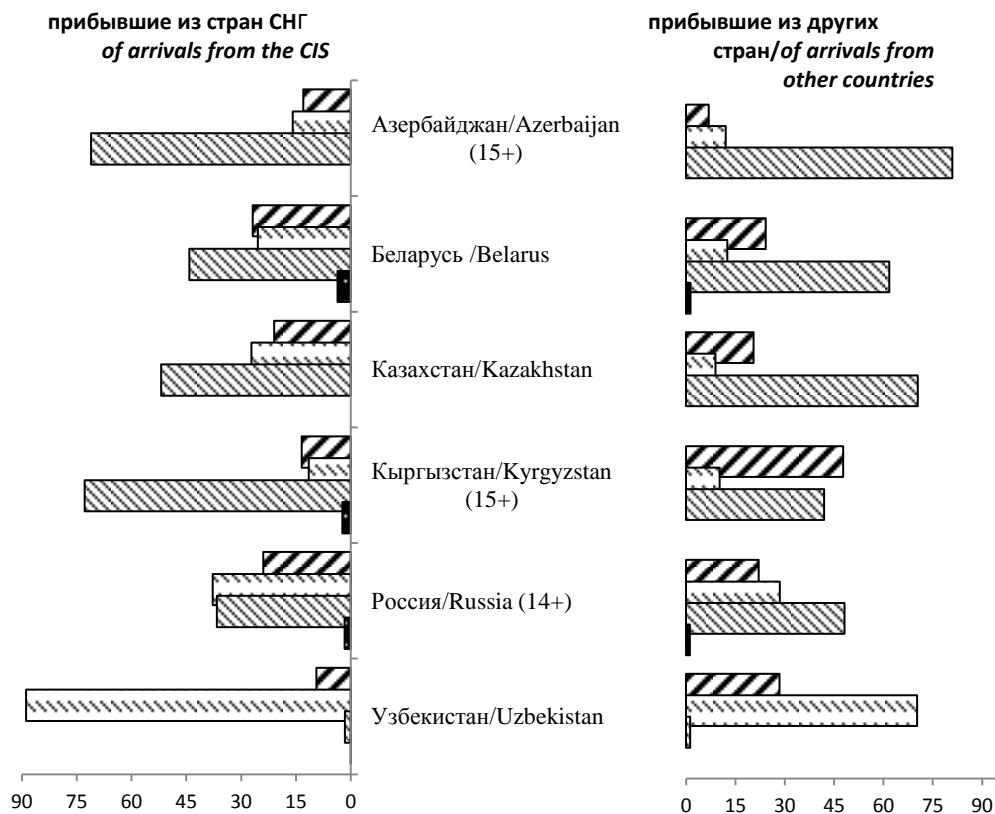 прибывшие из стран СНГ
of arrivals from the CIS
прибывшие из других
стран/of arrivals from
other countries
Азербайджан/Azerbaijan
(15+)
Беларусь /Belarus
Казахстан/Kazakhstan
Кыргызстан/Kyrgyzstan
(15+)
Россия/Russia (14+)
Узбекистан/Uzbekistan
90 75 60 45 30 15 0
0 15 30 45 60 75 90